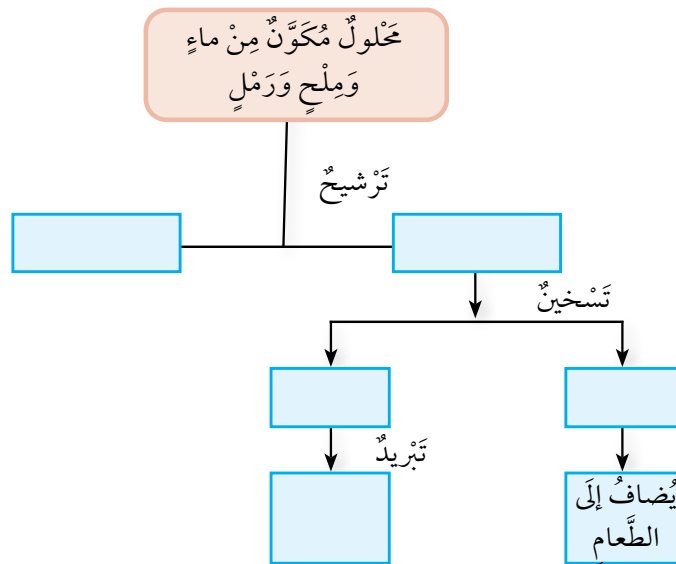 مَحْلولٌ مُكَوَّنٌ مِنْ ماءٍ
وَمِلْحٍ وَرَمْلٍ
تَرْشيحٌ
تَسْخينٌ
تَبْريدٌ
يُضافُ إِلَى
الطَّعامِ